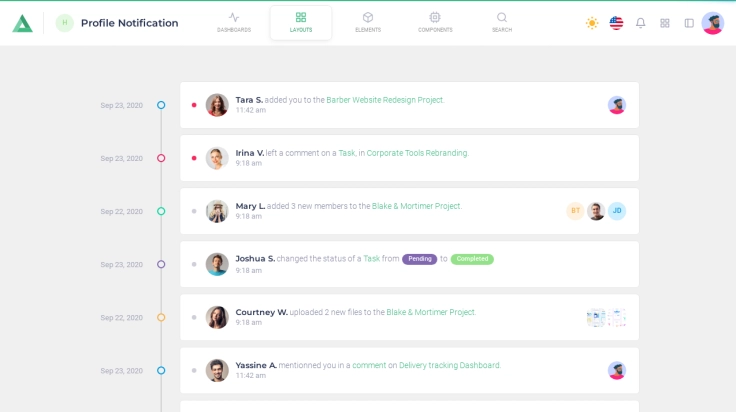 H
Profile Notification
DASHBOARDS
LAYOUTS
ELEMENTS
COMPONENTS
SEARCH
Sep 23, 2020
Tara S. added you to the Barber Website Redesign Project.
11:42 am
Sep 23, 2020
Irina V. left a comment on a Task, in Corporate Tools Rebranding.
9:18 am
Sep 22, 2020
Mary L. added 3 new members to the Blake & Mortimer Project.
9:18 am
BT
JD
Sep 23, 2020
Joshua S. changed the status of a Task from Pending to Completed
9:18 am
Sep 22, 2020
Courtney W. uploaded 2 new files to the Blake & Mortimer Project.
9:18 am
Sep 23, 2020
Yassine A. mentionned you in a comment on Delivery tracking Dashboard.
11:42 am